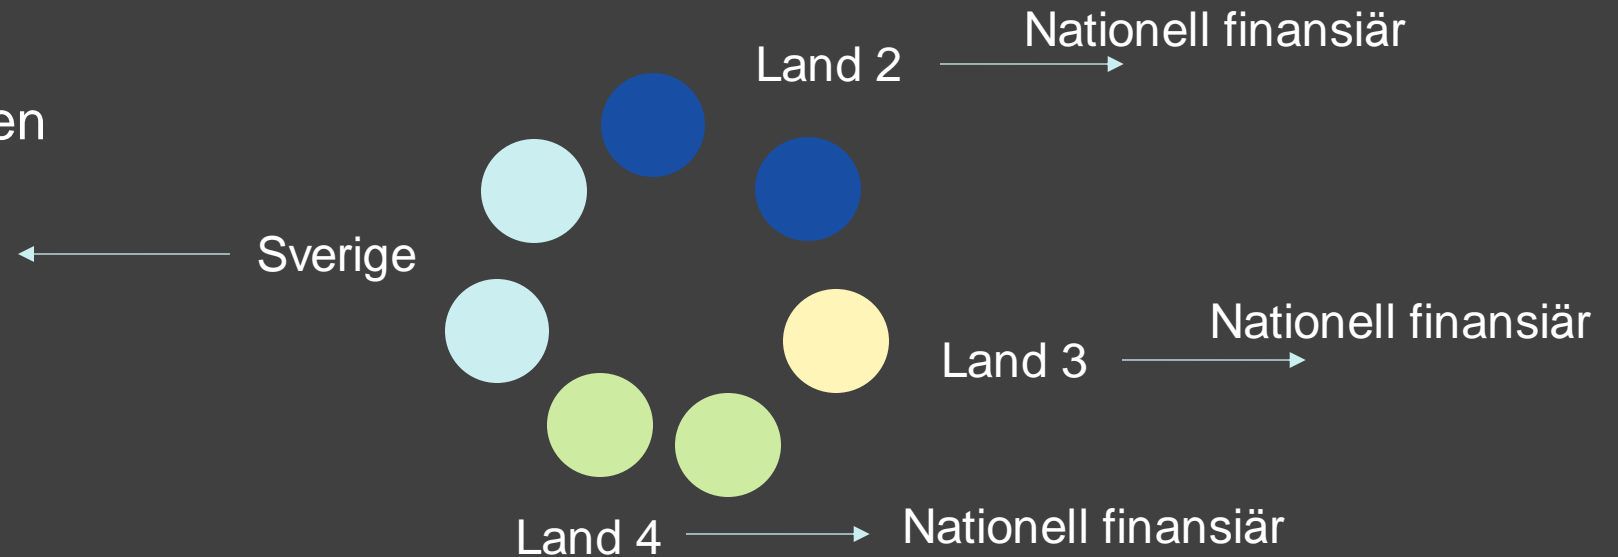 Nationell finansiär
Land 2
en
Sverige
Nationell finansiär
Land 3
Nationell finansiär
Land 4